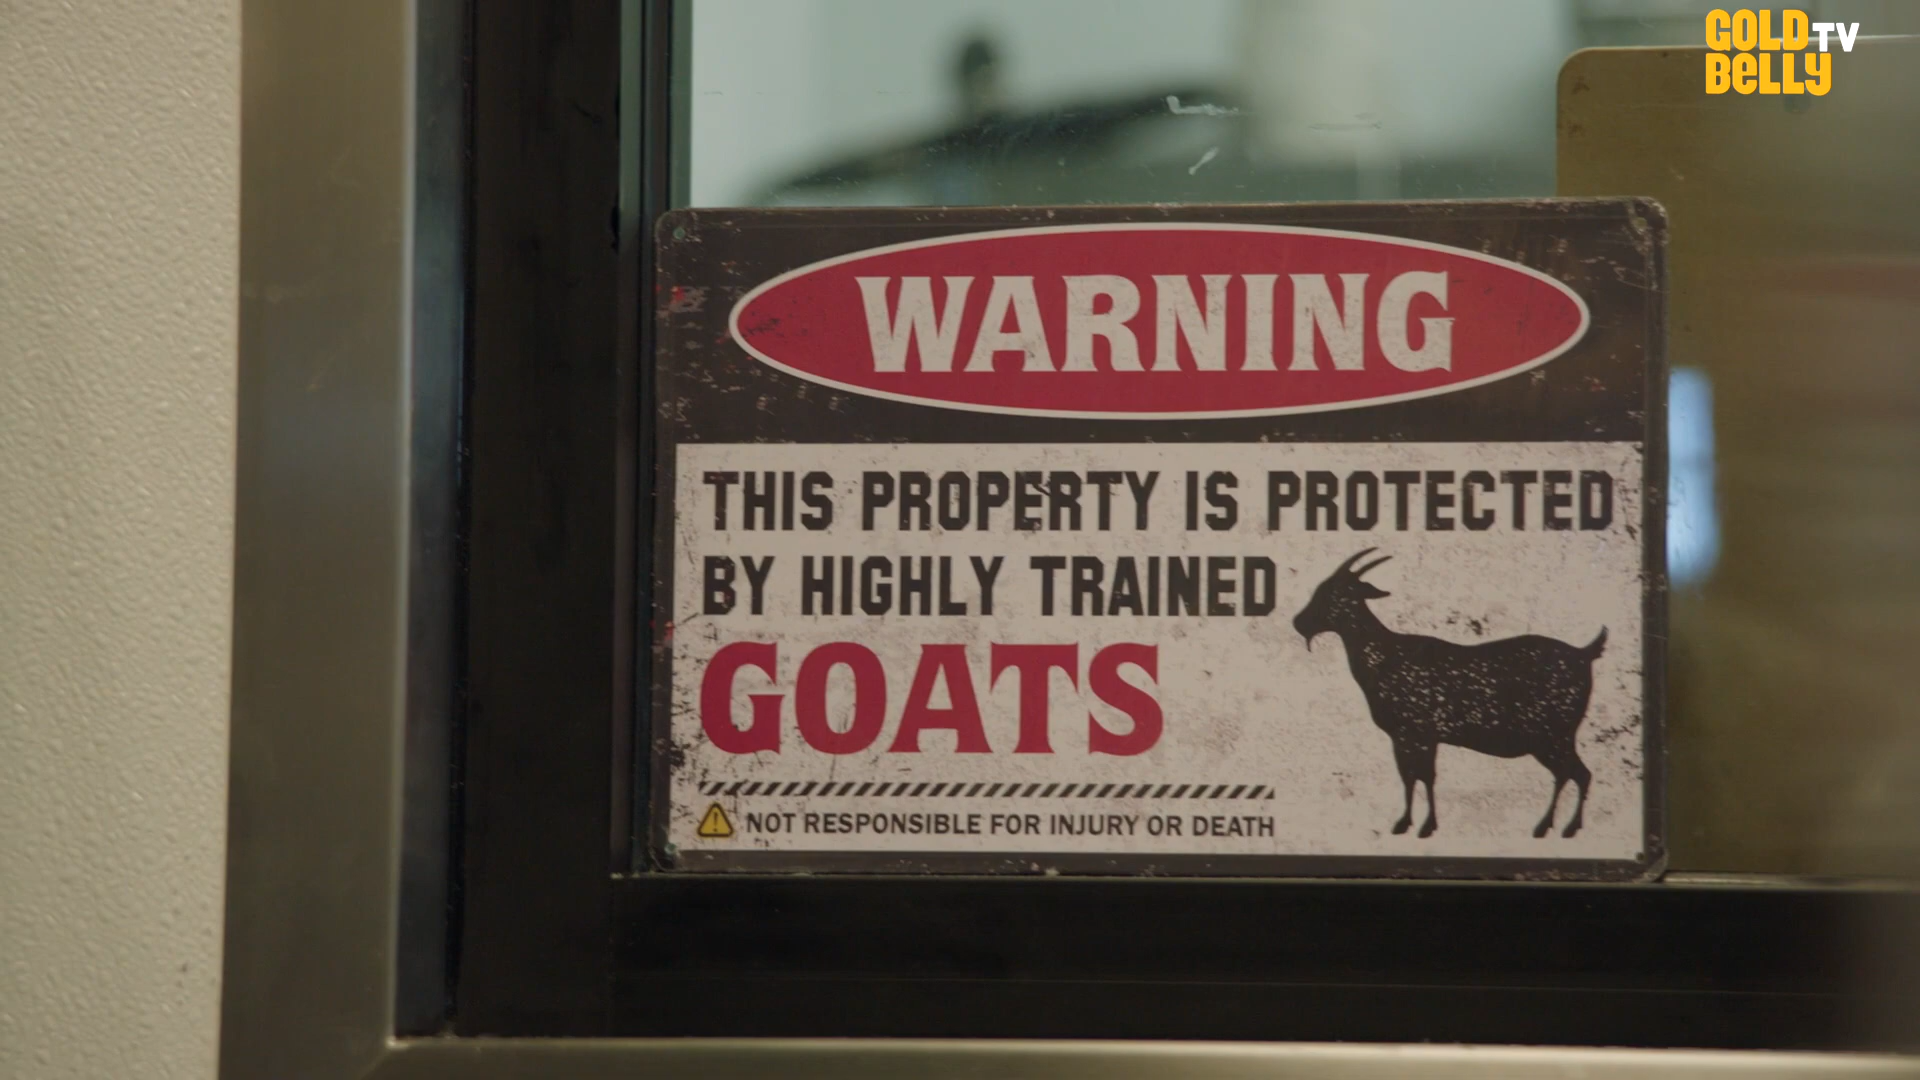 GOLD TV
BELLY
WARNING
THIS PROPERTY IS PROTECTED
BY HIGHLY TRAINED
GOATS
NOT RESPONSIBLE FOR INJURY OR DEATH